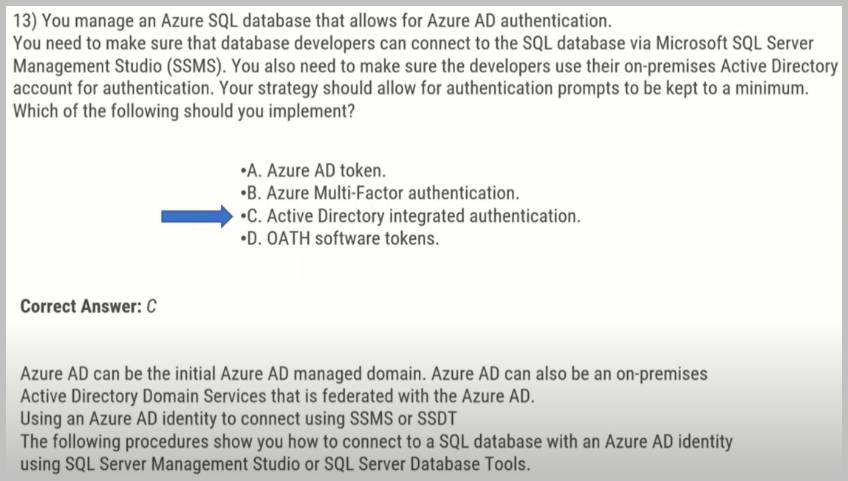 13) You manage an Azure SQL database that allows for Azure AD authentication.
You need to make sure that database developers can connect to the SQL database via Microsoft SQL Server
Management Studio (SSMS). You also need to make sure the developers use their on-premises Active Directory
account for authentication. Your strategy should allow for authentication prompts to be kept to a minimum.
Which of the following should you implement?
•A. Azure AD token.
•B. Azure Multi-Factor authentication.
•C. Active Directory integrated authentication.
•D. OATH software tokens.
Correct Answer: C
Azure AD can be the initial Azure AD managed domain. Azure AD can also be an on-premises
Active Directory Domain Services that is federated with the Azure AD.
Using an Azure AD identity to connect using SSMS or SSDT
The following procedures show you how to connect to a SQL database with an Azure AD identity
using SQL Server Management Studio or SQL Server Database Tools.